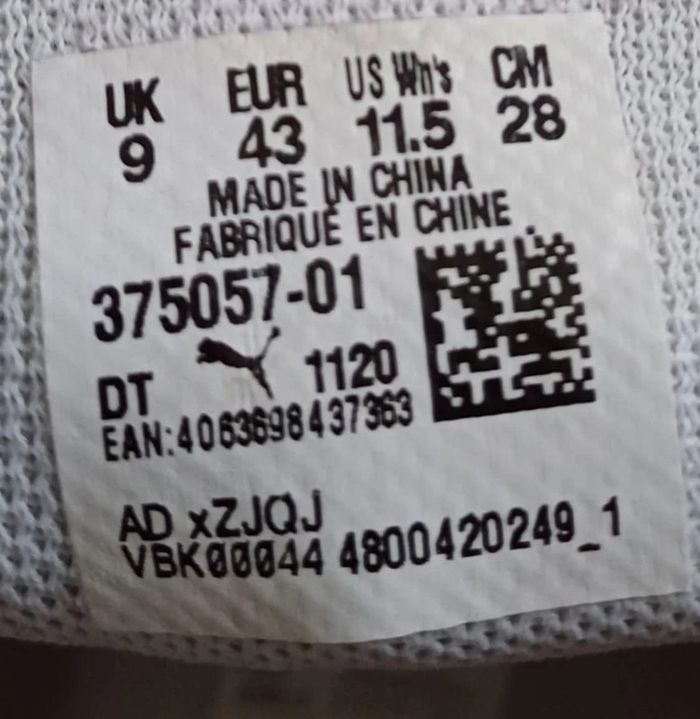 UK EUR US Wn's CM
9 43 11.5 28
MADE IN CHINA
FABRIQUÉ EN CHINE
375057-01
DT 1120
EAN:4063698437363
AD xZJQJ
VBK00044 4800420249_1